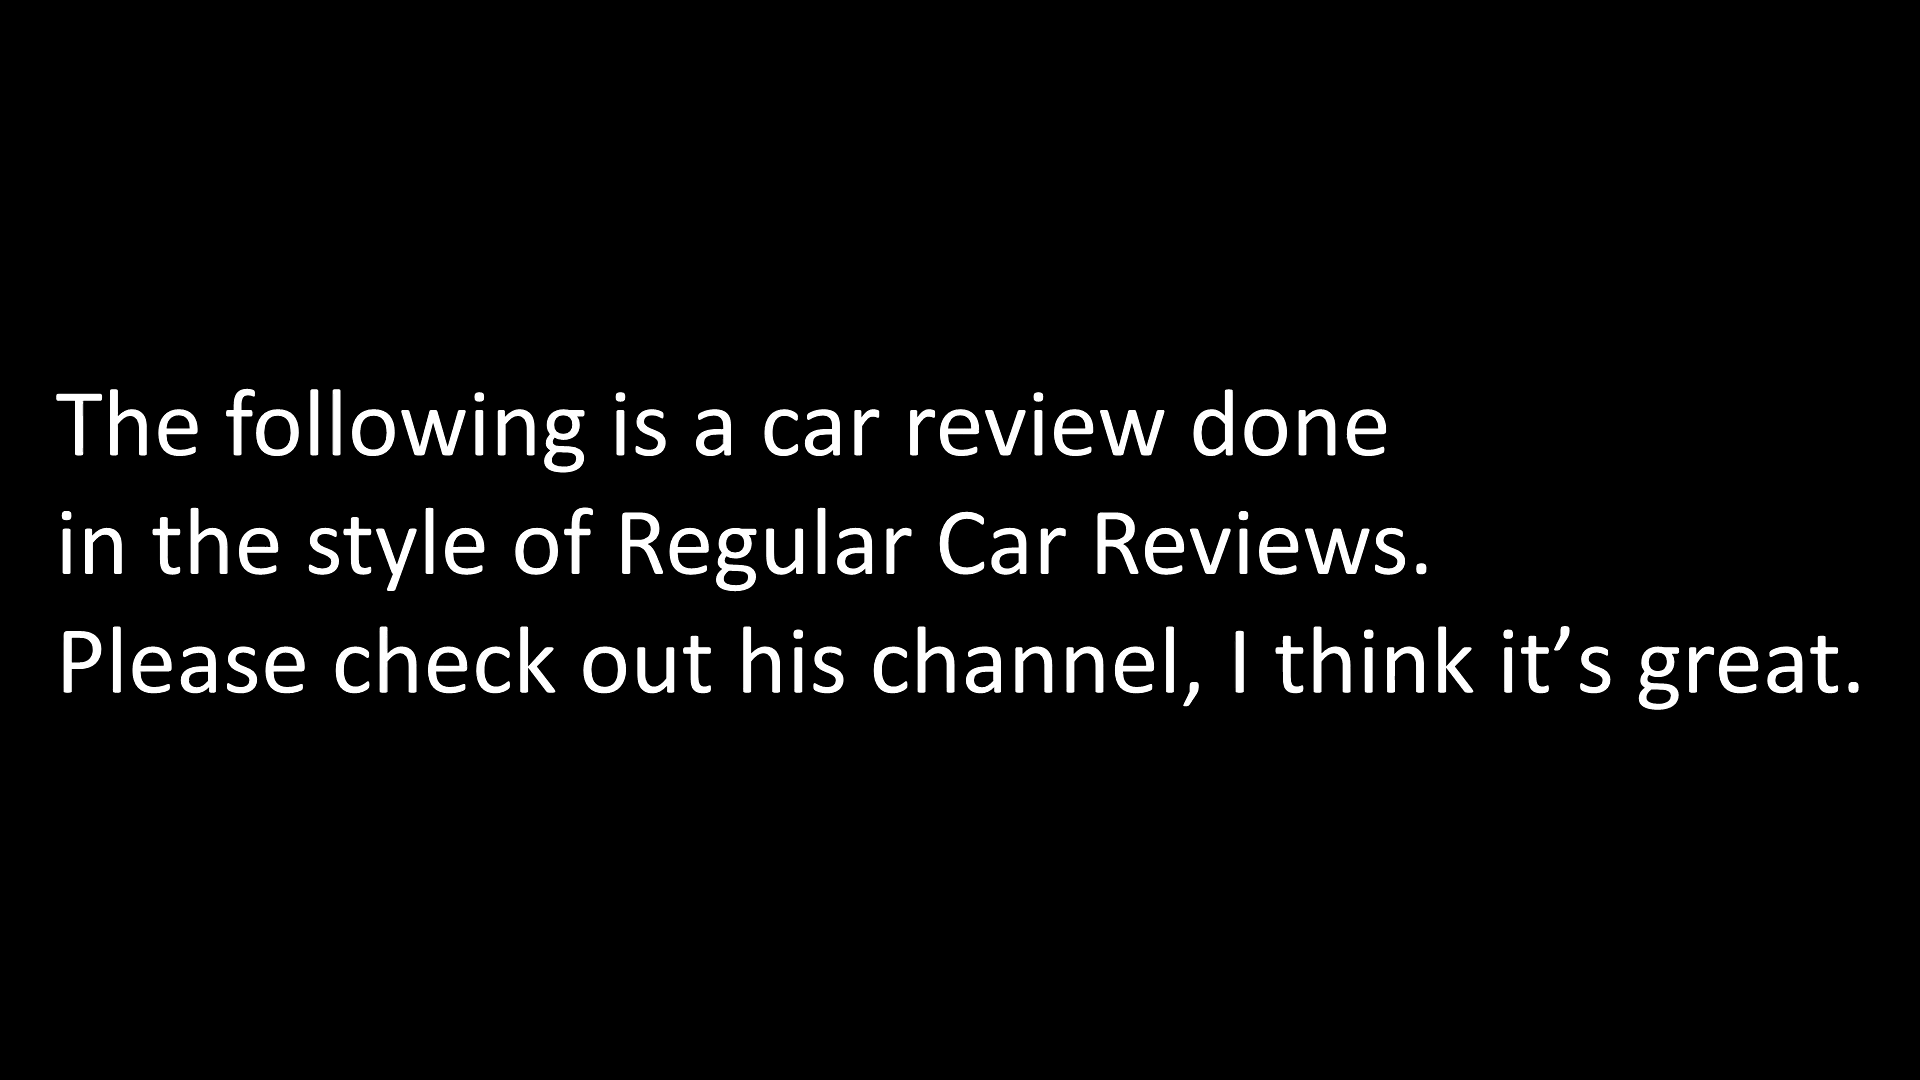 The following is a car review done
in the style of Regular Car Reviews.
Please check out his channel, I think it’s great.